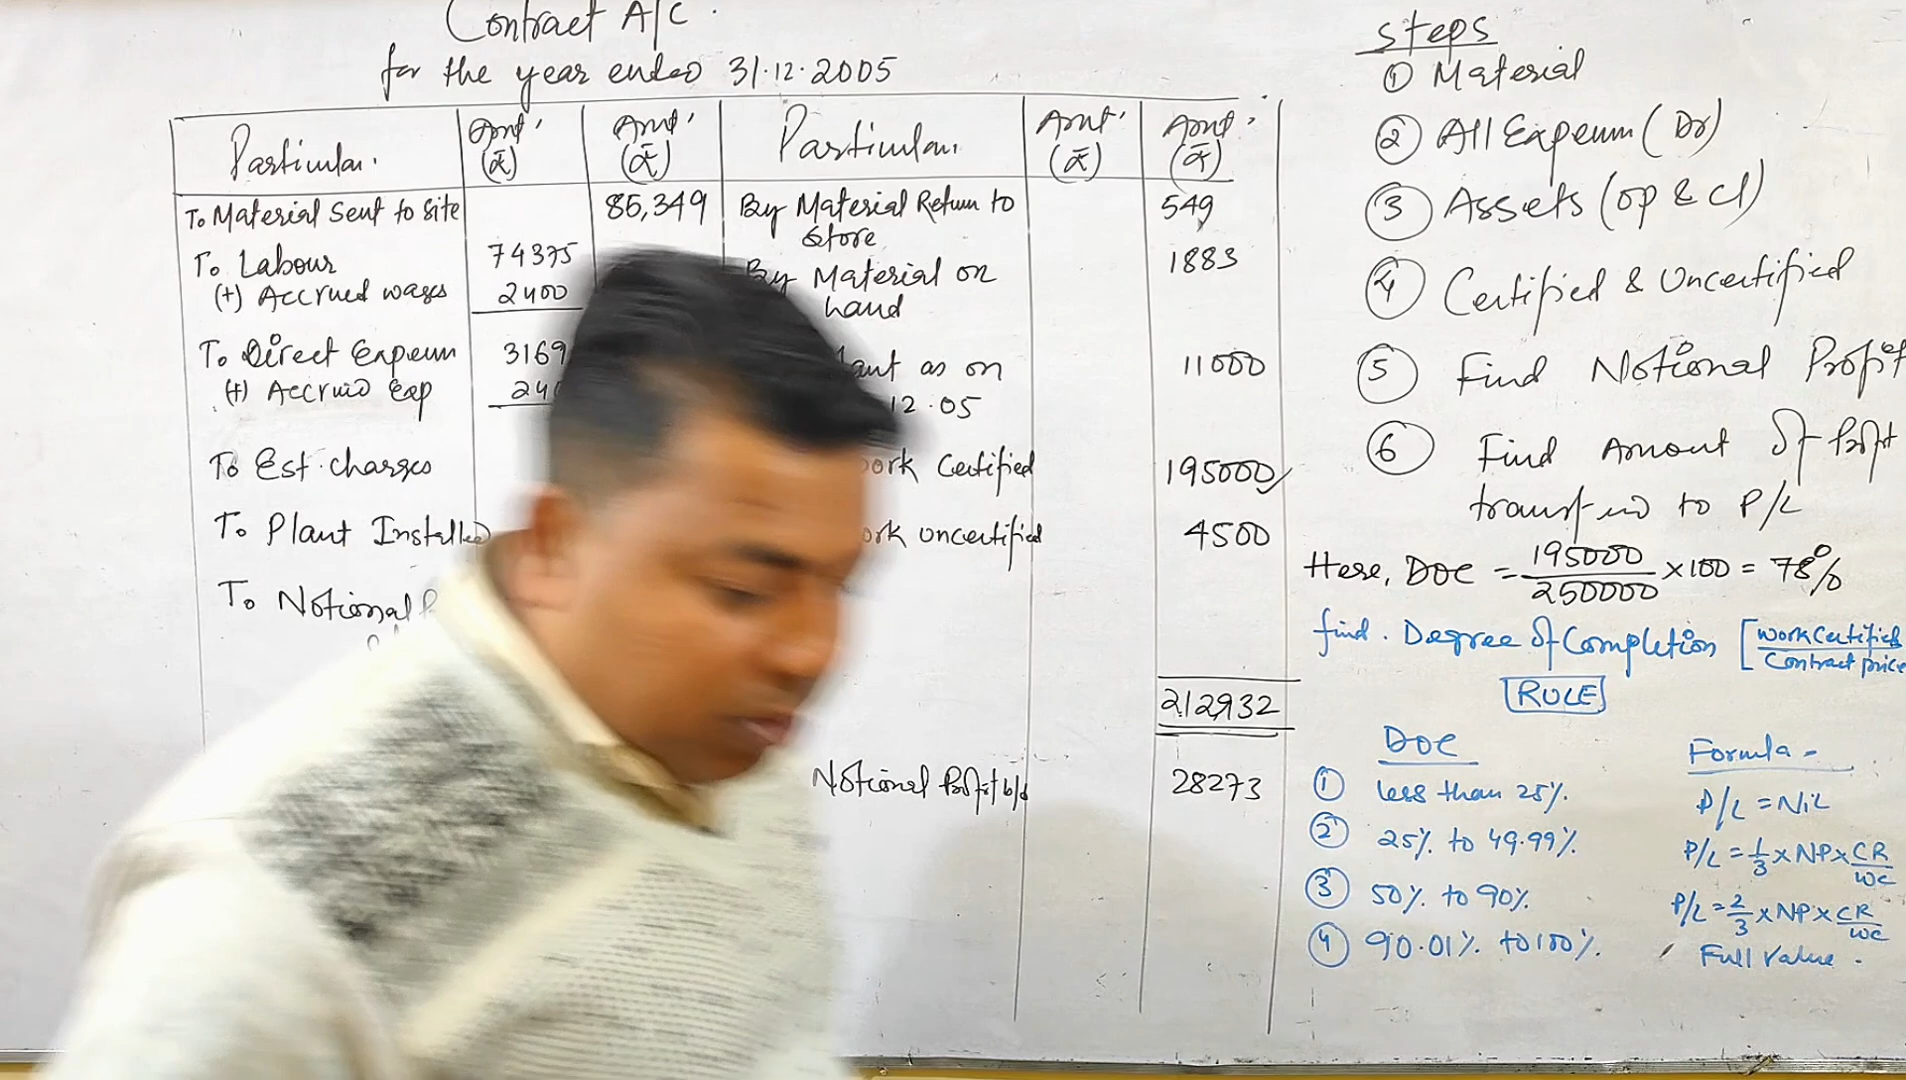 Contract A/C.
for the year ended 31.12.2005
Particular. Amt. (₹) Amt. (₹) Particular. Amt. (₹) Amt. (₹)
To Material Sent to Site 85,349 By Material Return to Store 549
To Labour 74375 By Material on hand 1883
(+) Accrued wages 2400
To Direct Expenses 3169 as on 11000
(+) Accrued Exp 12.05
To Est. charges Certified 195000
To Plant Installed uncertified 4500
To Notional
212932
Notional Profit b/d 28273
Steps
① Material
② All Expenses (Dr)
③ Assets (op & cl)
④ Certified & Uncertified
⑤ Find Notional Profit
⑥ Find Amount of Profit
transferred to P/L
Here, DOC = 195000/250000 × 100 = 78%
find. Degree of Completion [Work Certified/Contract price
RULE
DOC Formula -
① less than 25%. P/L = NiL
② 25% to 49.99%. P/L = 1/3 × NP × CR/WC
③ 50% to 90%. P/L = 2/3 × NP × CR/WC
④ 90.01% to 100%. Full Value.